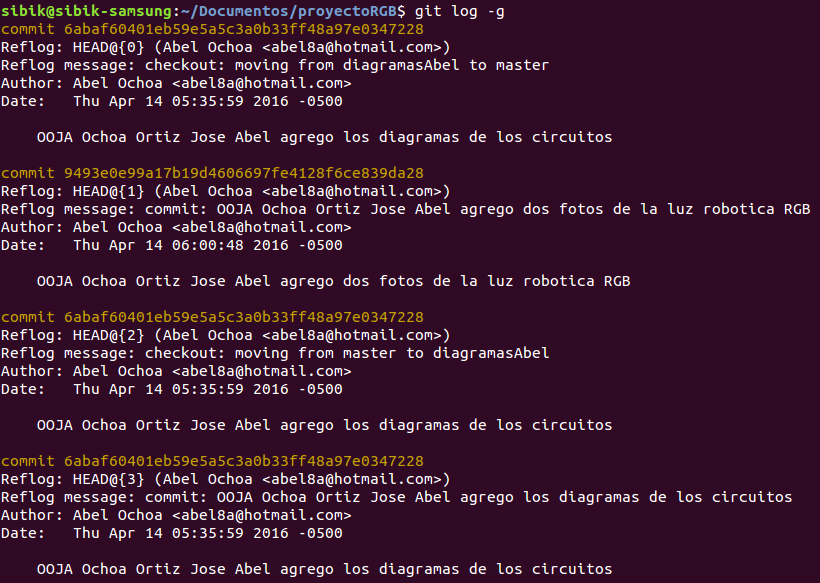 sibik@sibik-samsung:~/Documentos/proyectoRGB$ git log -g
commit 6abaf60401eb59e5a5c3a0b33ff48a97e0347228
Reflog: HEAD@{0} (Abel Ochoa <abel8a@hotmail.com>)
Reflog message: checkout: moving from diagramasAbel to master
Author: Abel Ochoa <abel8a@hotmail.com>
Date:   Thu Apr 14 05:35:59 2016 -0500
    OOJA Ochoa Ortiz Jose Abel agrego los diagramas de los circuitos
commit 9493e0e99a17b19d4606697fe4128f6ce839da28
Reflog: HEAD@{1} (Abel Ochoa <abel8a@hotmail.com>)
Reflog message: commit: OOJA Ochoa Ortiz Jose Abel agrego dos fotos de la luz robotica RGB
Author: Abel Ochoa <abel8a@hotmail.com>
Date:   Thu Apr 14 06:00:48 2016 -0500
    OOJA Ochoa Ortiz Jose Abel agrego dos fotos de la luz robotica RGB
commit 6abaf60401eb59e5a5c3a0b33ff48a97e0347228
Reflog: HEAD@{2} (Abel Ochoa <abel8a@hotmail.com>)
Reflog message: checkout: moving from master to diagramasAbel
Author: Abel Ochoa <abel8a@hotmail.com>
Date:   Thu Apr 14 05:35:59 2016 -0500
    OOJA Ochoa Ortiz Jose Abel agrego los diagramas de los circuitos
commit 6abaf60401eb59e5a5c3a0b33ff48a97e0347228
Reflog: HEAD@{3} (Abel Ochoa <abel8a@hotmail.com>)
Reflog message: commit: OOJA Ochoa Ortiz Jose Abel agrego los diagramas de los circuitos
Author: Abel Ochoa <abel8a@hotmail.com>
Date:   Thu Apr 14 05:35:59 2016 -0500
    OOJA Ochoa Ortiz Jose Abel agrego los diagramas de los circuitos